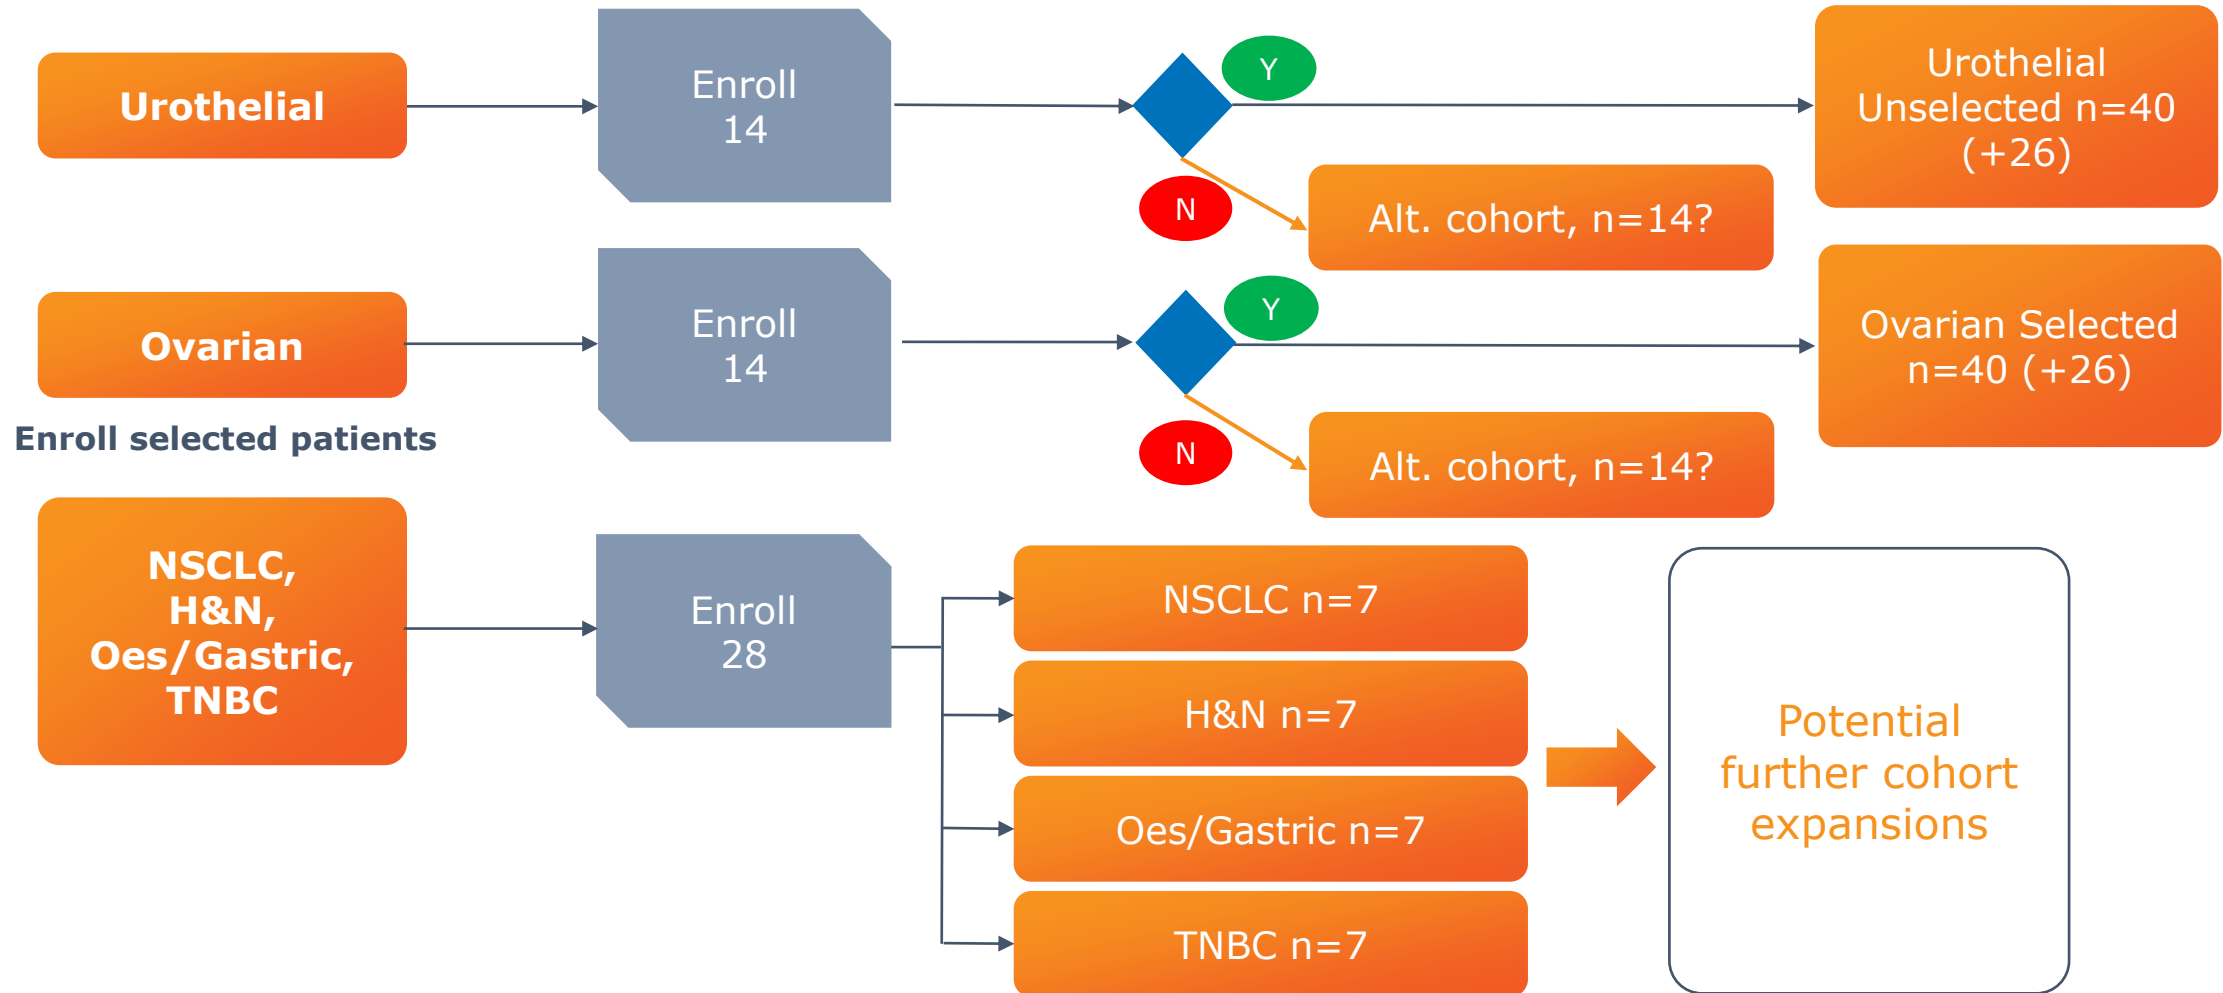 Urothelial
Enroll
14
Y
N
Alt. cohort, n=14?
Urothelial
Unselected n=40
(+26)
Ovarian
Enroll selected patients
Enroll
14
Y
N
Alt. cohort, n=14?
Ovarian Selected
n=40 (+26)
NSCLC,
H&N,
Oes/Gastric,
TNBC
Enroll
28
NSCLC n=7
H&N n=7
Oes/Gastric n=7
TNBC n=7
Potential
further cohort
expansions